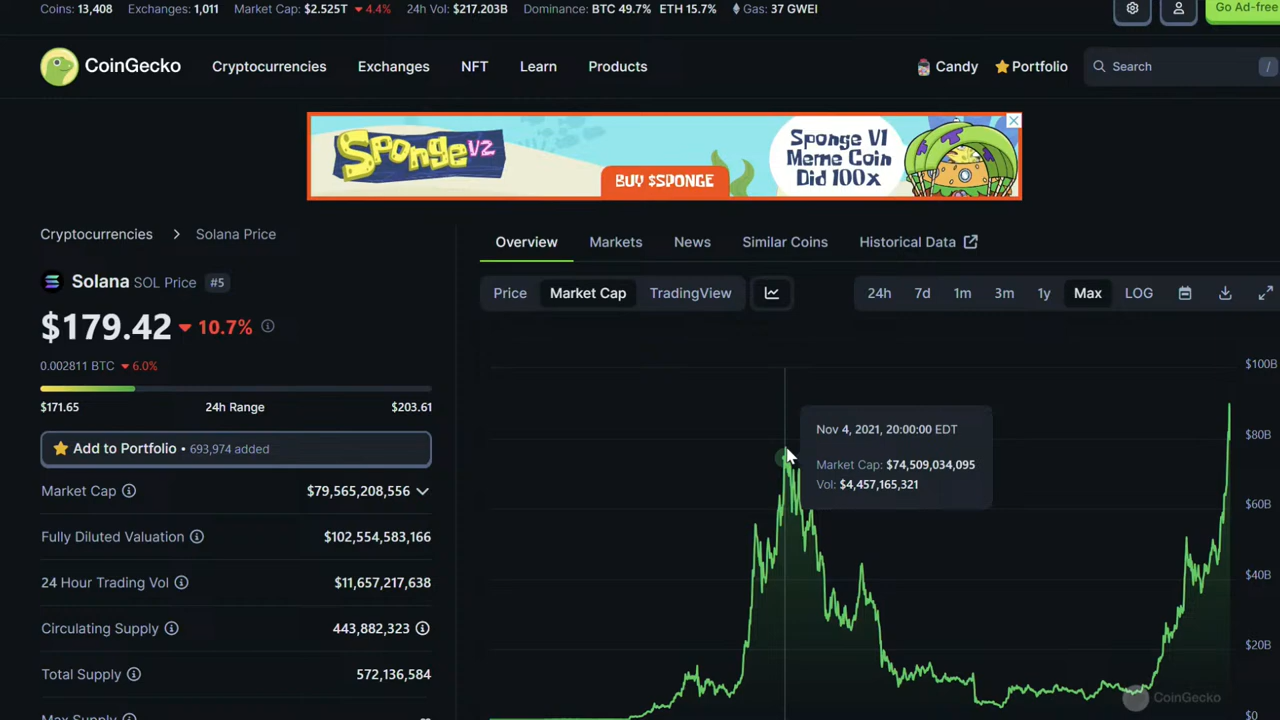 Coins: 13,408 Exchanges: 1,011 Market Cap: $2.525T 4.4% 24h Vol: $217.203B Dominance: BTC 49.7% ETH 15.7% Gas: 37 GWEI
Go Ad-free
CoinGecko Cryptocurrencies Exchanges NFT Learn Products Candy Portfolio Search /
SPONGE V2
BUY $SPONGE
Sponge V1
Meme Coin
Did 100x
Cryptocurrencies > Solana Price
Solana SOL Price #5
$179.42 10.7%
0.002811 BTC 6.0%
$171.65 24h Range $203.61
Add to Portfolio • 693,974 added
Market Cap $79,565,208,556
Fully Diluted Valuation $102,554,583,166
24 Hour Trading Vol $11,657,217,638
Circulating Supply 443,882,323
Total Supply 572,136,584
Max Supply ∞
Overview Markets News Similar Coins Historical Data
Price Market Cap TradingView 24h 7d 1m 3m 1y Max LOG
$100B
$80B
$60B
$40B
$20B
$0
Nov 4, 2021, 20:00:00 EDT
Market Cap: $74,509,034,095
Vol: $4,457,165,321
CoinGecko